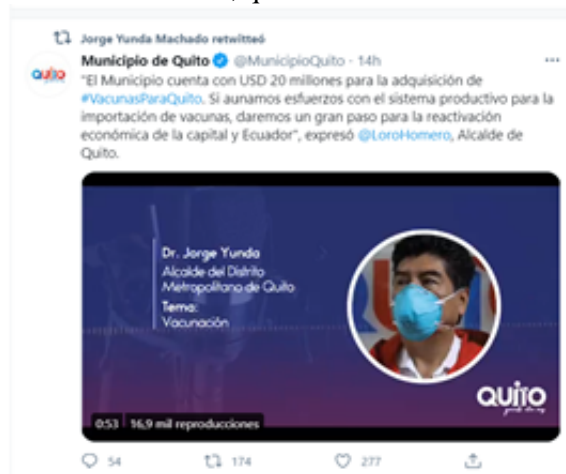 Jorge Yunda Machado retwitteó
Municipio de Quito @MunicipioQuito · 14h
"El Municipio cuenta con USD 20 millones para la adquisición de
#VacunasParaQuito. Si aunamos esfuerzos con el sistema productivo para la
importación de vacunas, daremos un gran paso para la reactivación
económica de la capital y Ecuador", expresó @LoroHomero, Alcalde de
Quito.
Quito
Dr. Jorge Yunda
Alcalde del Distrito
Metropolitano de Quito
Tema:
Vacunación
QUITO
0:53 16,9 mil reproducciones
54 174 277